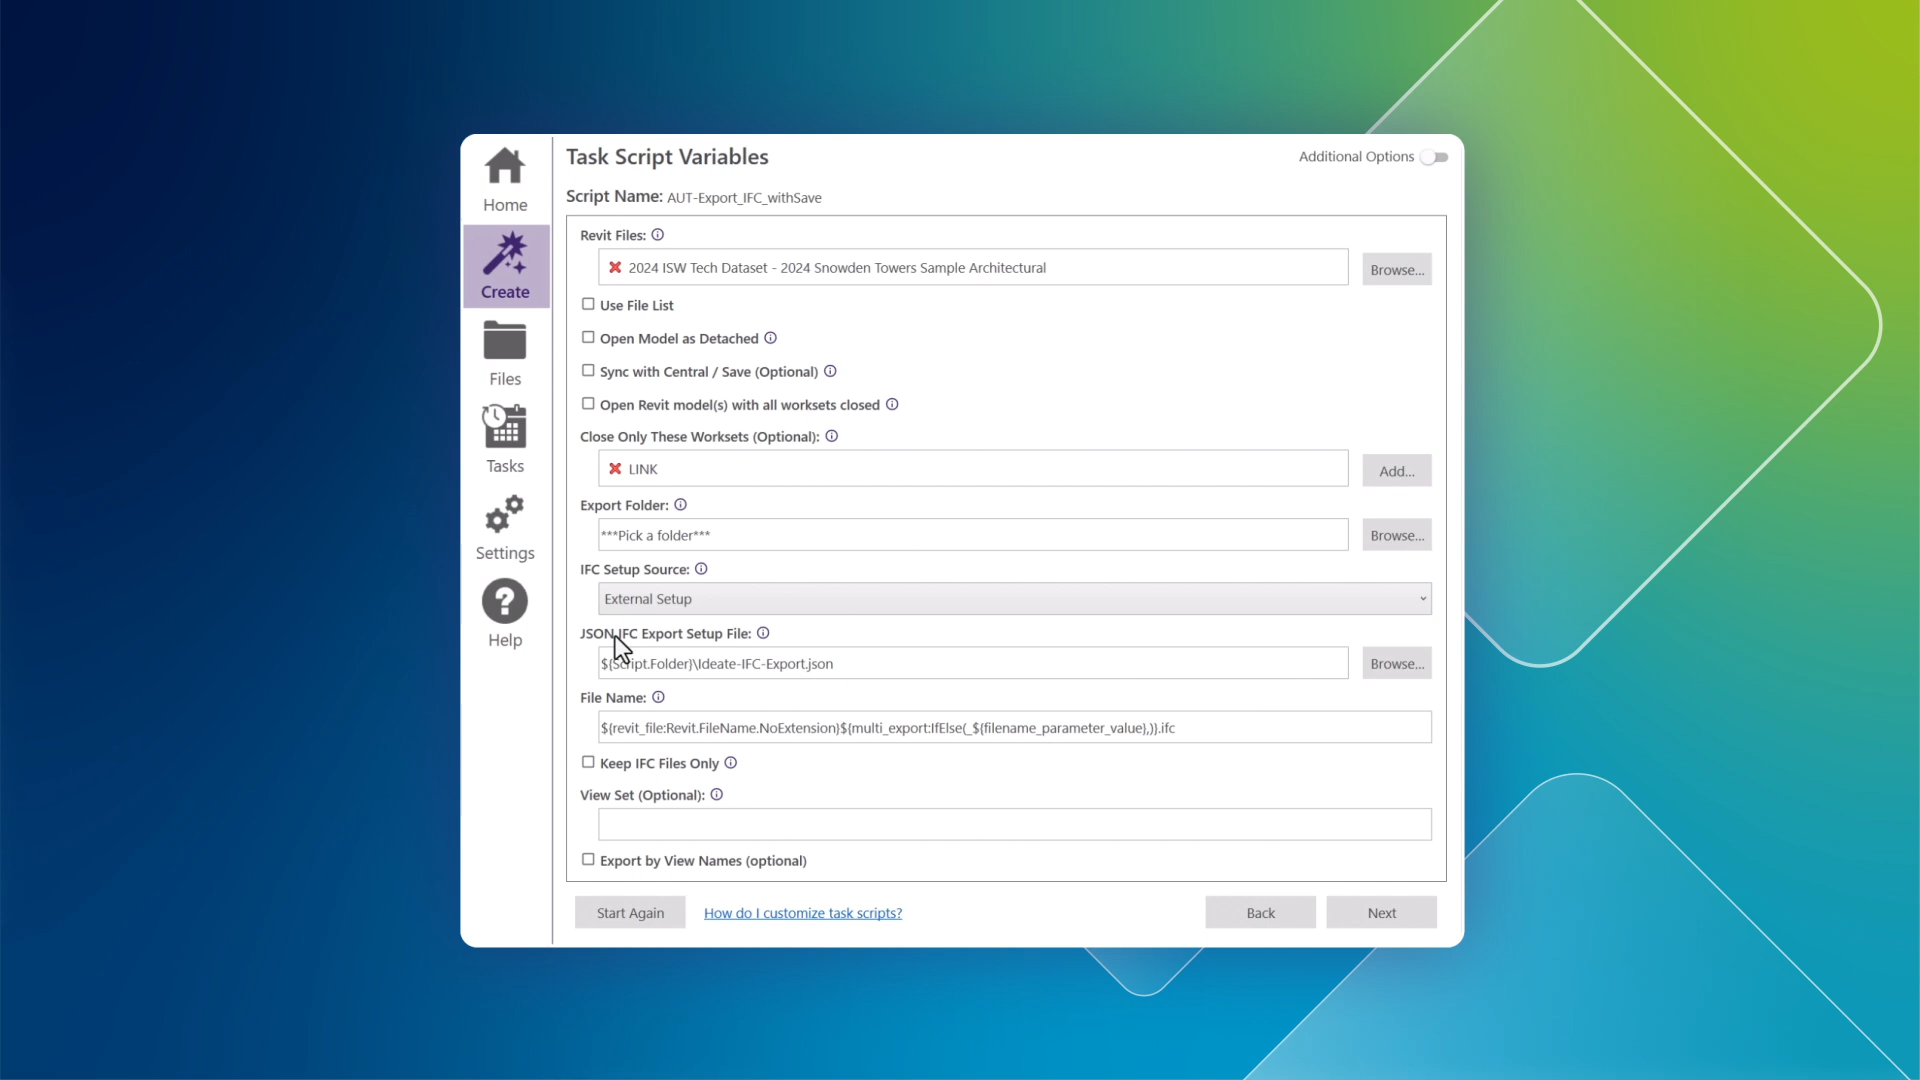 Home
Create
Files
Tasks
Settings
Help
Task Script Variables
Additional Options
Script Name: AUT-Export_IFC_withSave
Revit Files:
2024 ISW Tech Dataset - 2024 Snowden Towers Sample Architectural
Browse...
Use File List
Open Model as Detached
Sync with Central / Save (Optional)
Open Revit model(s) with all worksets closed
Close Only These Worksets (Optional):
LINK
Add...
Export Folder:
***Pick a folder***
Browse...
IFC Setup Source:
External Setup
JSON IFC Export Setup File:
${Script.Folder}\Ideate-IFC-Export.json
Browse...
File Name:
${revit_file:Revit.FileName.NoExtension}${multi_export:IfElse(_${filename_parameter_value},)}.ifc
Keep IFC Files Only
View Set (Optional):
Export by View Names (optional)
Start Again
How do I customize task scripts?
Back
Next